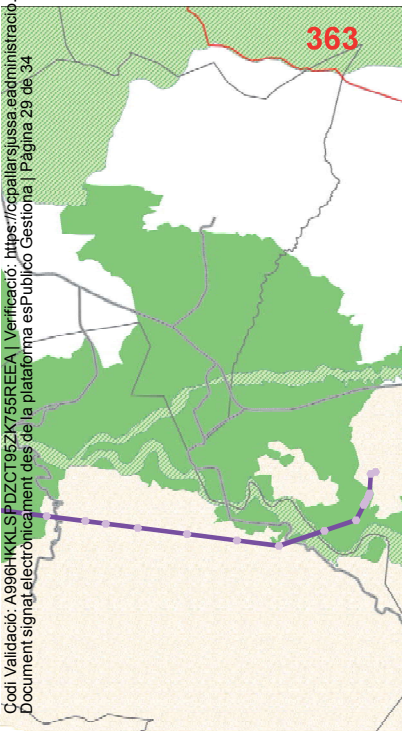 363
Codi Validació: A996HKKLSPDZCT95ZK755REEA | Verificació: https://ccpallarsjussa.eadministracio.
Document signat electrònicament des de la plataforma esPublico Gestiona | Pàgina 29 de 34